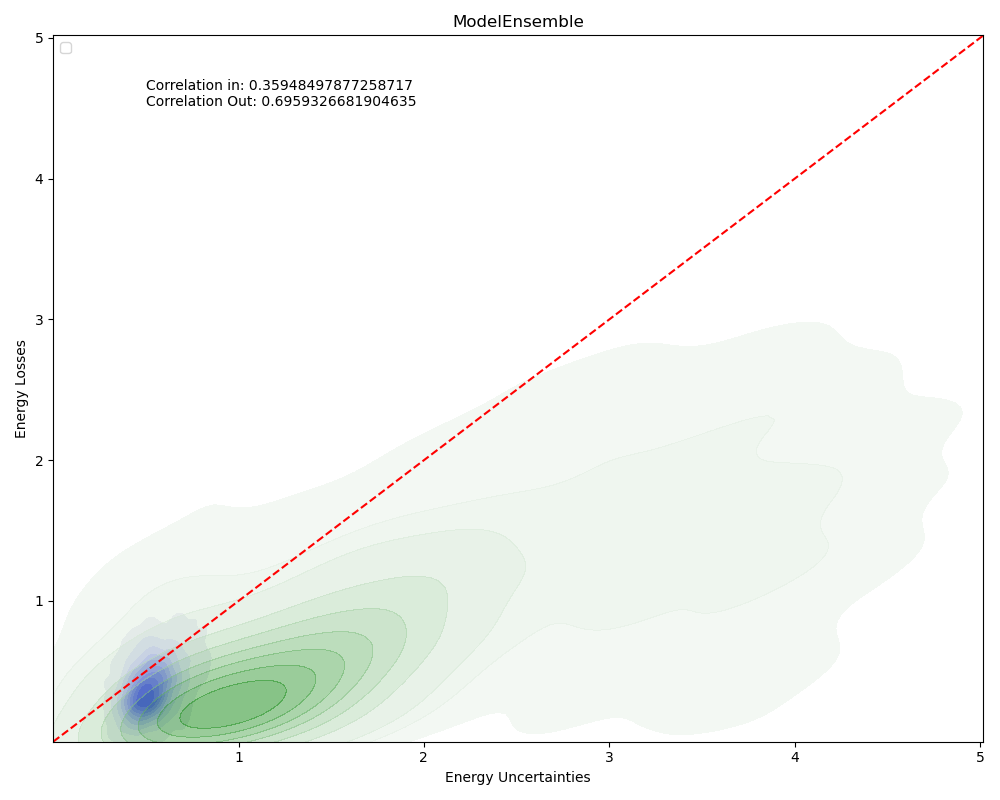 ModelEnsemble
5
Correlation in: 0.35948497877258717
Correlation Out: 0.6959326681904635
4
3
Energy Losses
2
1
1 2 3 4 5
Energy Uncertainties